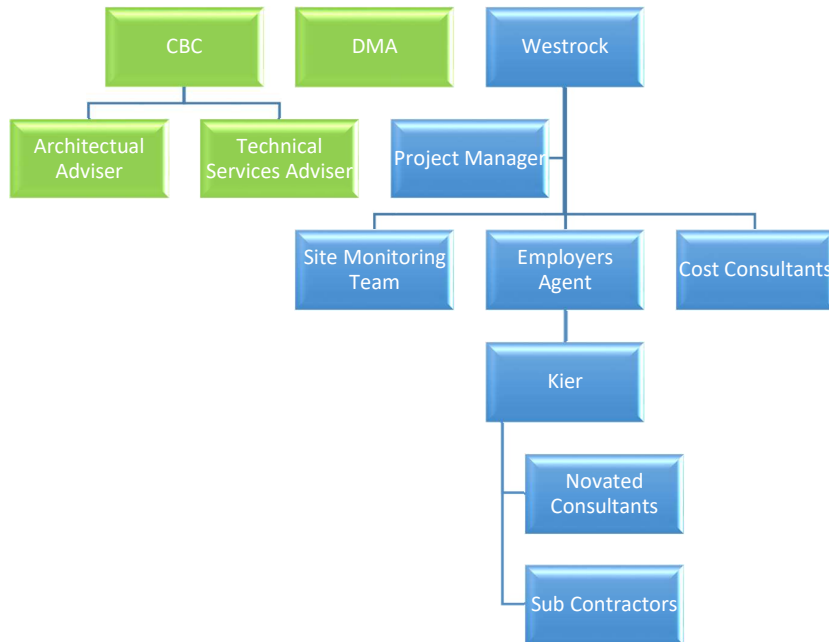 CBC
DMA
Westrock
Architectual
Adviser
Technical
Services Adviser
Project Manager
Site Monitoring
Team
Employers
Agent
Cost Consultants
Kier
Novated
Consultants
Sub Contractors